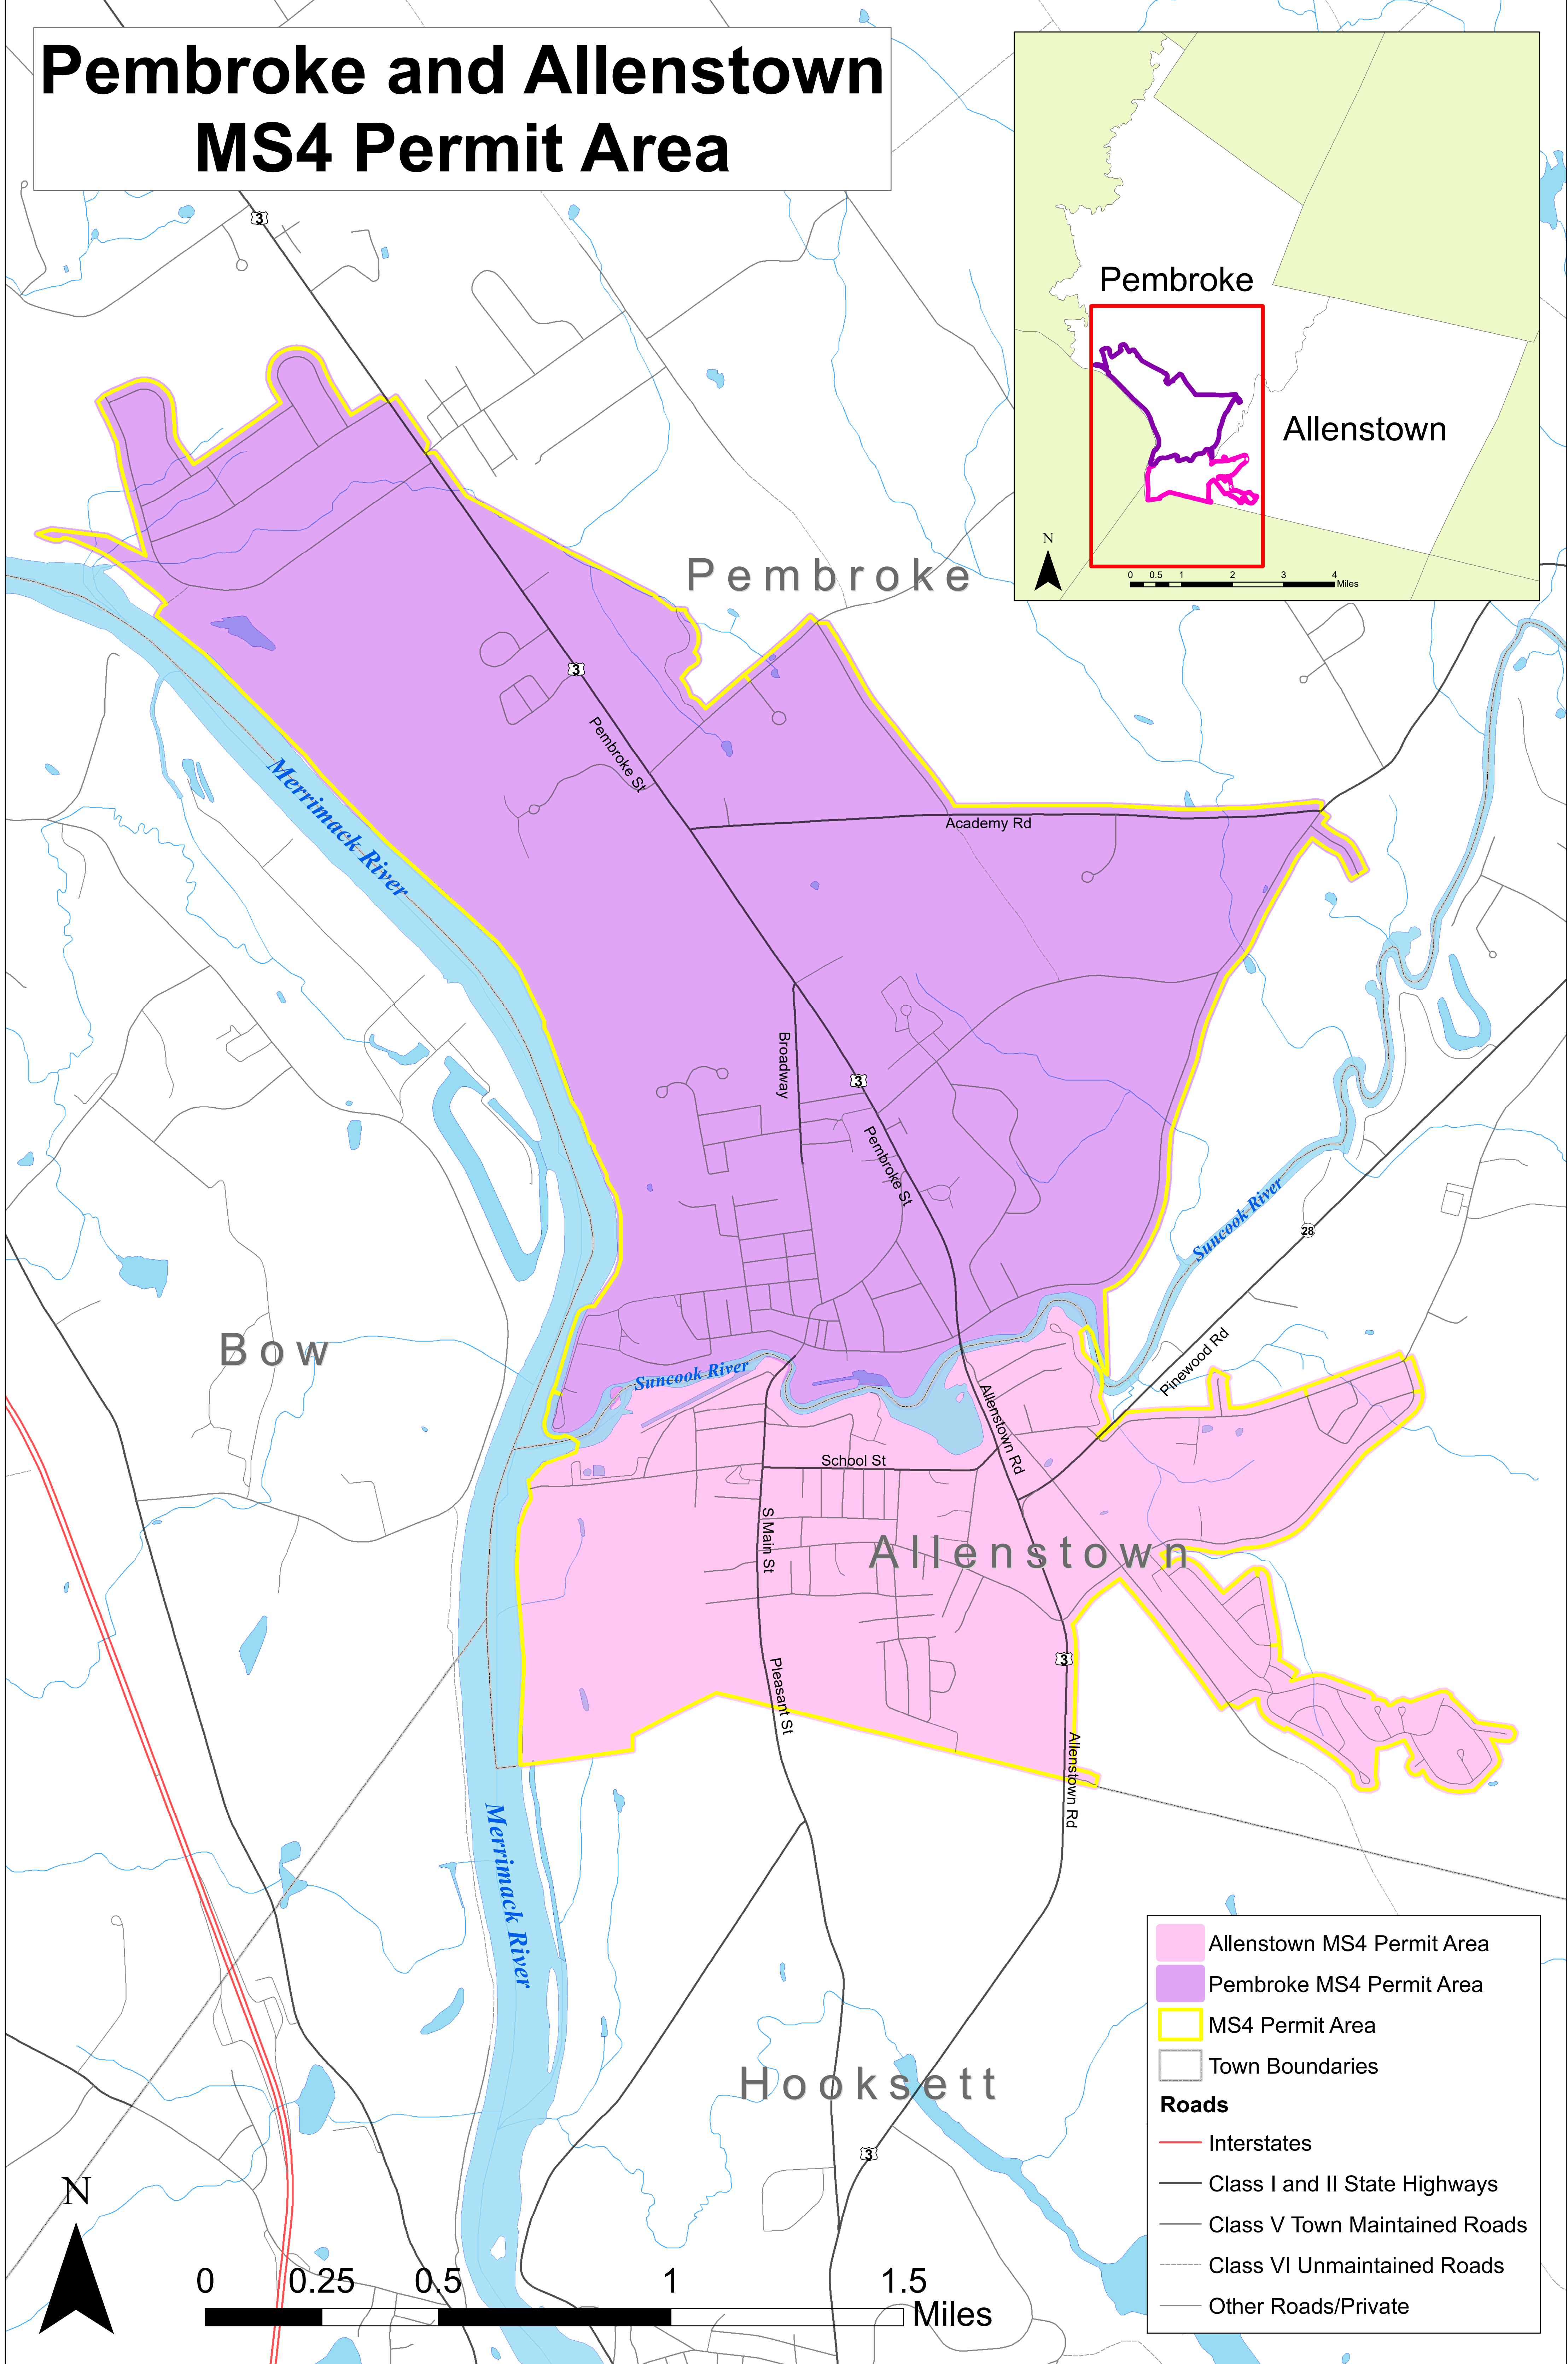 Pembroke and Allenstown
MS4 Permit Area
Pembroke
Allenstown
N
0 0.5 1 2 3 4
Miles
3
Pembroke
3
Pembroke St
Merrimack River
Academy Rd
Broadway
3
Pembroke St
Suncook River
28
Bow
Pinewood Rd
Suncook River
Allenstown Rd
School St
S Main St
Allenstown
3
Pleasant St
Allenstown Rd
Merrimack River
Hooksett
3
Allenstown MS4 Permit Area
Pembroke MS4 Permit Area
MS4 Permit Area
Town Boundaries
Roads
Interstates
Class I and II State Highways
Class V Town Maintained Roads
Class VI Unmaintained Roads
Other Roads/Private
N
0 0.25 0.5 1 1.5
Miles